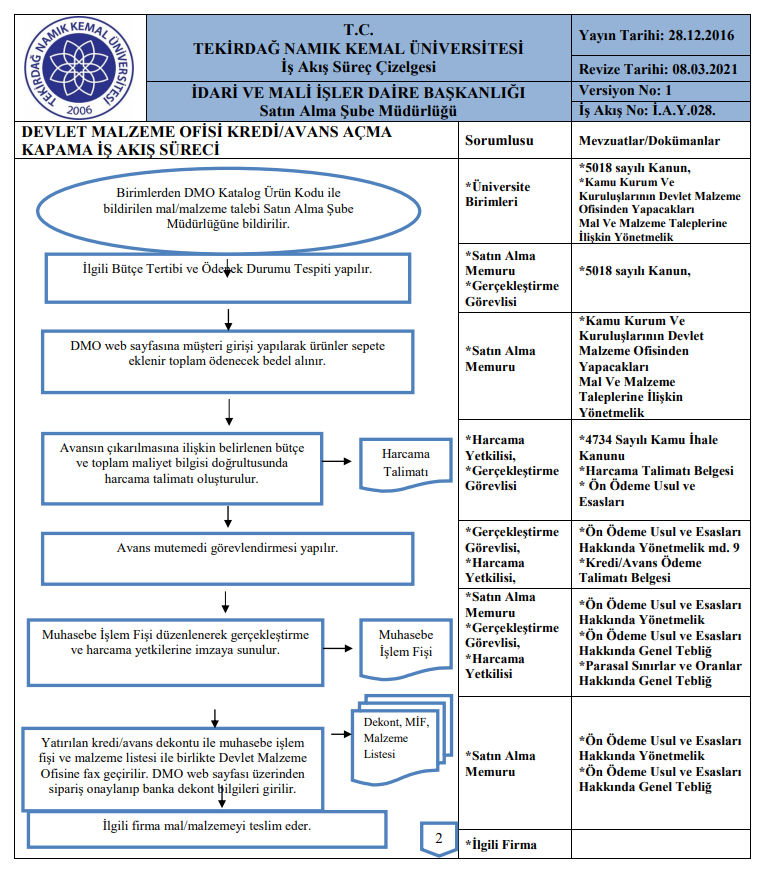 TEKİRDAĞ NAMIK KEMAL ÜNİVERSİTESİ
2006
T.C.
TEKİRDAĞ NAMIK KEMAL ÜNİVERSİTESİ
İş Akış Süreç Çizelgesi
İDARİ VE MALİ İŞLER DAİRE BAŞKANLIĞI
Satın Alma Şube Müdürlüğü
Yayın Tarihi: 28.12.2016
Revize Tarihi: 08.03.2021
Versiyon No: 1
İş Akış No: İ.A.Y.028.
DEVLET MALZEME OFİSİ KREDİ/AVANS AÇMA
KAPAMA İŞ AKIŞ SÜRECİ
Sorumlusu
Mevzuatlar/Dokümanlar
Birimlerden DMO Katalog Ürün Kodu ile
bildirilen mal/malzeme talebi Satın Alma Şube
Müdürlüğüne bildirilir.
*Üniversite
Birimleri
*5018 sayılı Kanun,
*Kamu Kurum Ve
Kuruluşlarının Devlet Malzeme
Ofisinden Yapacakları
Mal Ve Malzeme Taleplerine
İlişkin Yönetmelik
İlgili Bütçe Tertibi ve Ödenek Durumu Tespiti yapılır.
*Satın Alma
Memuru
*Gerçekleştirme
Görevlisi
*5018 sayılı Kanun,
DMO web sayfasına müşteri girişi yapılarak ürünler sepete
eklenir toplam ödenecek bedel alınır.
*Satın Alma
Memuru
*Kamu Kurum Ve
Kuruluşlarının Devlet
Malzeme Ofisinden
Yapacakları
Mal Ve Malzeme
Taleplerine İlişkin
Yönetmelik
Avansın çıkarılmasına ilişkin belirlenen bütçe
ve toplam maliyet bilgisi doğrultusunda
harcama talimatı oluşturulur.
Harcama
Talimatı
*Harcama
Yetkilisi,
*Gerçekleştirme
Görevlisi
*4734 Sayılı Kamu İhale
Kanunu
*Harcama Talimatı Belgesi
* Ön Ödeme Usul ve
Esasları
Avans mutemedi görevlendirmesi yapılır.
*Gerçekleştirme
Görevlisi,
*Harcama
Yetkilisi,
*Ön Ödeme Usul ve Esasları
Hakkında Yönetmelik md. 9
*Kredi/Avans Ödeme
Talimatı Belgesi
Muhasebe İşlem Fişi düzenlenerek gerçekleştirme
ve harcama yetkilerine imzaya sunulur.
Muhasebe
İşlem Fişi
*Satın Alma
Memuru
*Gerçekleştirme
Görevlisi,
*Harcama
Yetkilisi
*Ön Ödeme Usul ve Esasları
Hakkında Yönetmelik
*Ön Ödeme Usul ve Esasları
Hakkında Genel Tebliğ
*Parasal Sınırlar ve Oranlar
Hakkında Genel Tebliğ
Yatırılan kredi/avans dekontu ile muhasebe işlem
fişi ve malzeme listesi ile birlikte Devlet Malzeme
Ofisine fax geçirilir. DMO web sayfası üzerinden
sipariş onaylanıp banka dekont bilgileri girilir.
Dekont, MİF,
Malzeme
Listesi
*Satın Alma
Memuru
*Ön Ödeme Usul ve Esasları
Hakkında Yönetmelik
*Ön Ödeme Usul ve Esasları
Hakkında Genel Tebliğ
İlgili firma mal/malzemeyi teslim eder.
2
*İlgili Firma